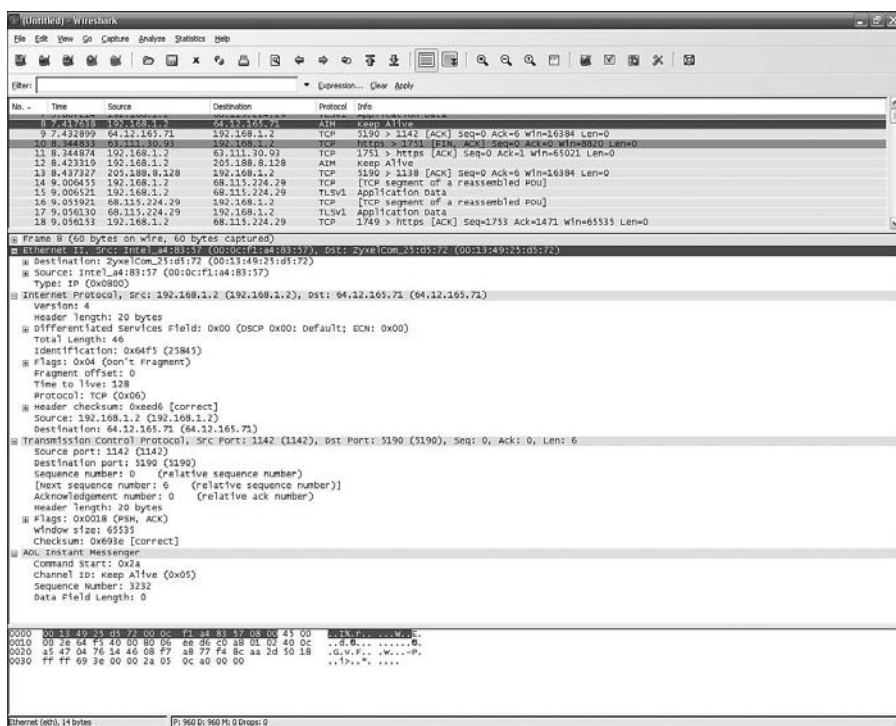 (Untitled) - Wireshark
File Edit View Go Capture Analyze Statistics Help
Filter: Expression... Clear Apply
No. - Time Source Destination Protocol Info
8 7.417638 192.168.1.2 64.12.165.71 AIM Keep Alive
9 7.432899 64.12.165.71 192.168.1.2 TCP 5190 > 1142 [ACK] Seq=0 Ack=6 Win=16384 Len=0
10 8.344833 63.111.30.93 192.168.1.2 TCP https > 1751 [FIN, ACK] Seq=0 Ack=0 Win=8820 Len=0
11 8.344874 192.168.1.2 63.111.30.93 TCP 1751 > https [ACK] Seq=0 Ack=1 Win=65021 Len=0
12 8.423319 192.168.1.2 205.188.8.128 AIM Keep Alive
13 8.437327 205.188.8.128 192.168.1.2 TCP 5190 > 1138 [ACK] Seq=0 Ack=6 Win=16384 Len=0
14 9.006455 192.168.1.2 68.115.224.29 TCP [TCP segment of a reassembled PDU]
15 9.006521 192.168.1.2 68.115.224.29 TLSv1 Application Data
16 9.055921 68.115.224.29 192.168.1.2 TCP [TCP segment of a reassembled PDU]
17 9.056130 68.115.224.29 192.168.1.2 TLSv1 Application Data
18 9.056153 192.168.1.2 68.115.224.29 TCP 1749 > https [ACK] Seq=1753 Ack=1471 Win=65535 Len=0
Frame 8 (60 bytes on wire, 60 bytes captured)
Ethernet II, Src: Intel_a4:83:57 (00:0c:f1:a4:83:57), Dst: ZyxelCom_25:d5:72 (00:13:49:25:d5:72)
Destination: ZyxelCom_25:d5:72 (00:13:49:25:d5:72)
Source: Intel_a4:83:57 (00:0c:f1:a4:83:57)
Type: IP (0x0800)
Internet Protocol, Src: 192.168.1.2 (192.168.1.2), Dst: 64.12.165.71 (64.12.165.71)
Version: 4
Header length: 20 bytes
Differentiated Services Field: 0x00 (DSCP 0x00: Default; ECN: 0x00)
Total Length: 46
Identification: 0x64f5 (25845)
Flags: 0x04 (Don't Fragment)
Fragment offset: 0
Time to live: 128
Protocol: TCP (0x06)
Header checksum: 0xeed6 [correct]
Source: 192.168.1.2 (192.168.1.2)
Destination: 64.12.165.71 (64.12.165.71)
Transmission Control Protocol, Src Port: 1142 (1142), Dst Port: 5190 (5190), Seq: 0, Ack: 0, Len: 6
Source port: 1142 (1142)
Destination port: 5190 (5190)
Sequence number: 0 (relative sequence number)
[Next sequence number: 6 (relative sequence number)]
Acknowledgement number: 0 (relative ack number)
Header length: 20 bytes
Flags: 0x0018 (PSH, ACK)
Window size: 65535
Checksum: 0x693e [correct]
AOL Instant Messenger
Command Start: 0x2a
Channel ID: Keep Alive (0x05)
Sequence Number: 3232
Data Field Length: 0
0000 00 13 49 25 d5 72 00 0c f1 a4 83 57 08 00 45 00 ..I%.r.. ...W..E.
0010 00 2e 64 f5 40 00 80 06 ee d6 c0 a8 01 02 40 0c ..d.@... ......@.
0020 a5 47 04 76 14 46 08 f7 a8 77 f4 8c aa 2d 50 18 .G.v.F.. .w...-P.
0030 ff ff 69 3e 00 00 2a 05 0c a0 00 00 ..i>..*. ....
Ethernet (eth), 14 bytes P: 960 D: 960 M: 0 Drops: 0